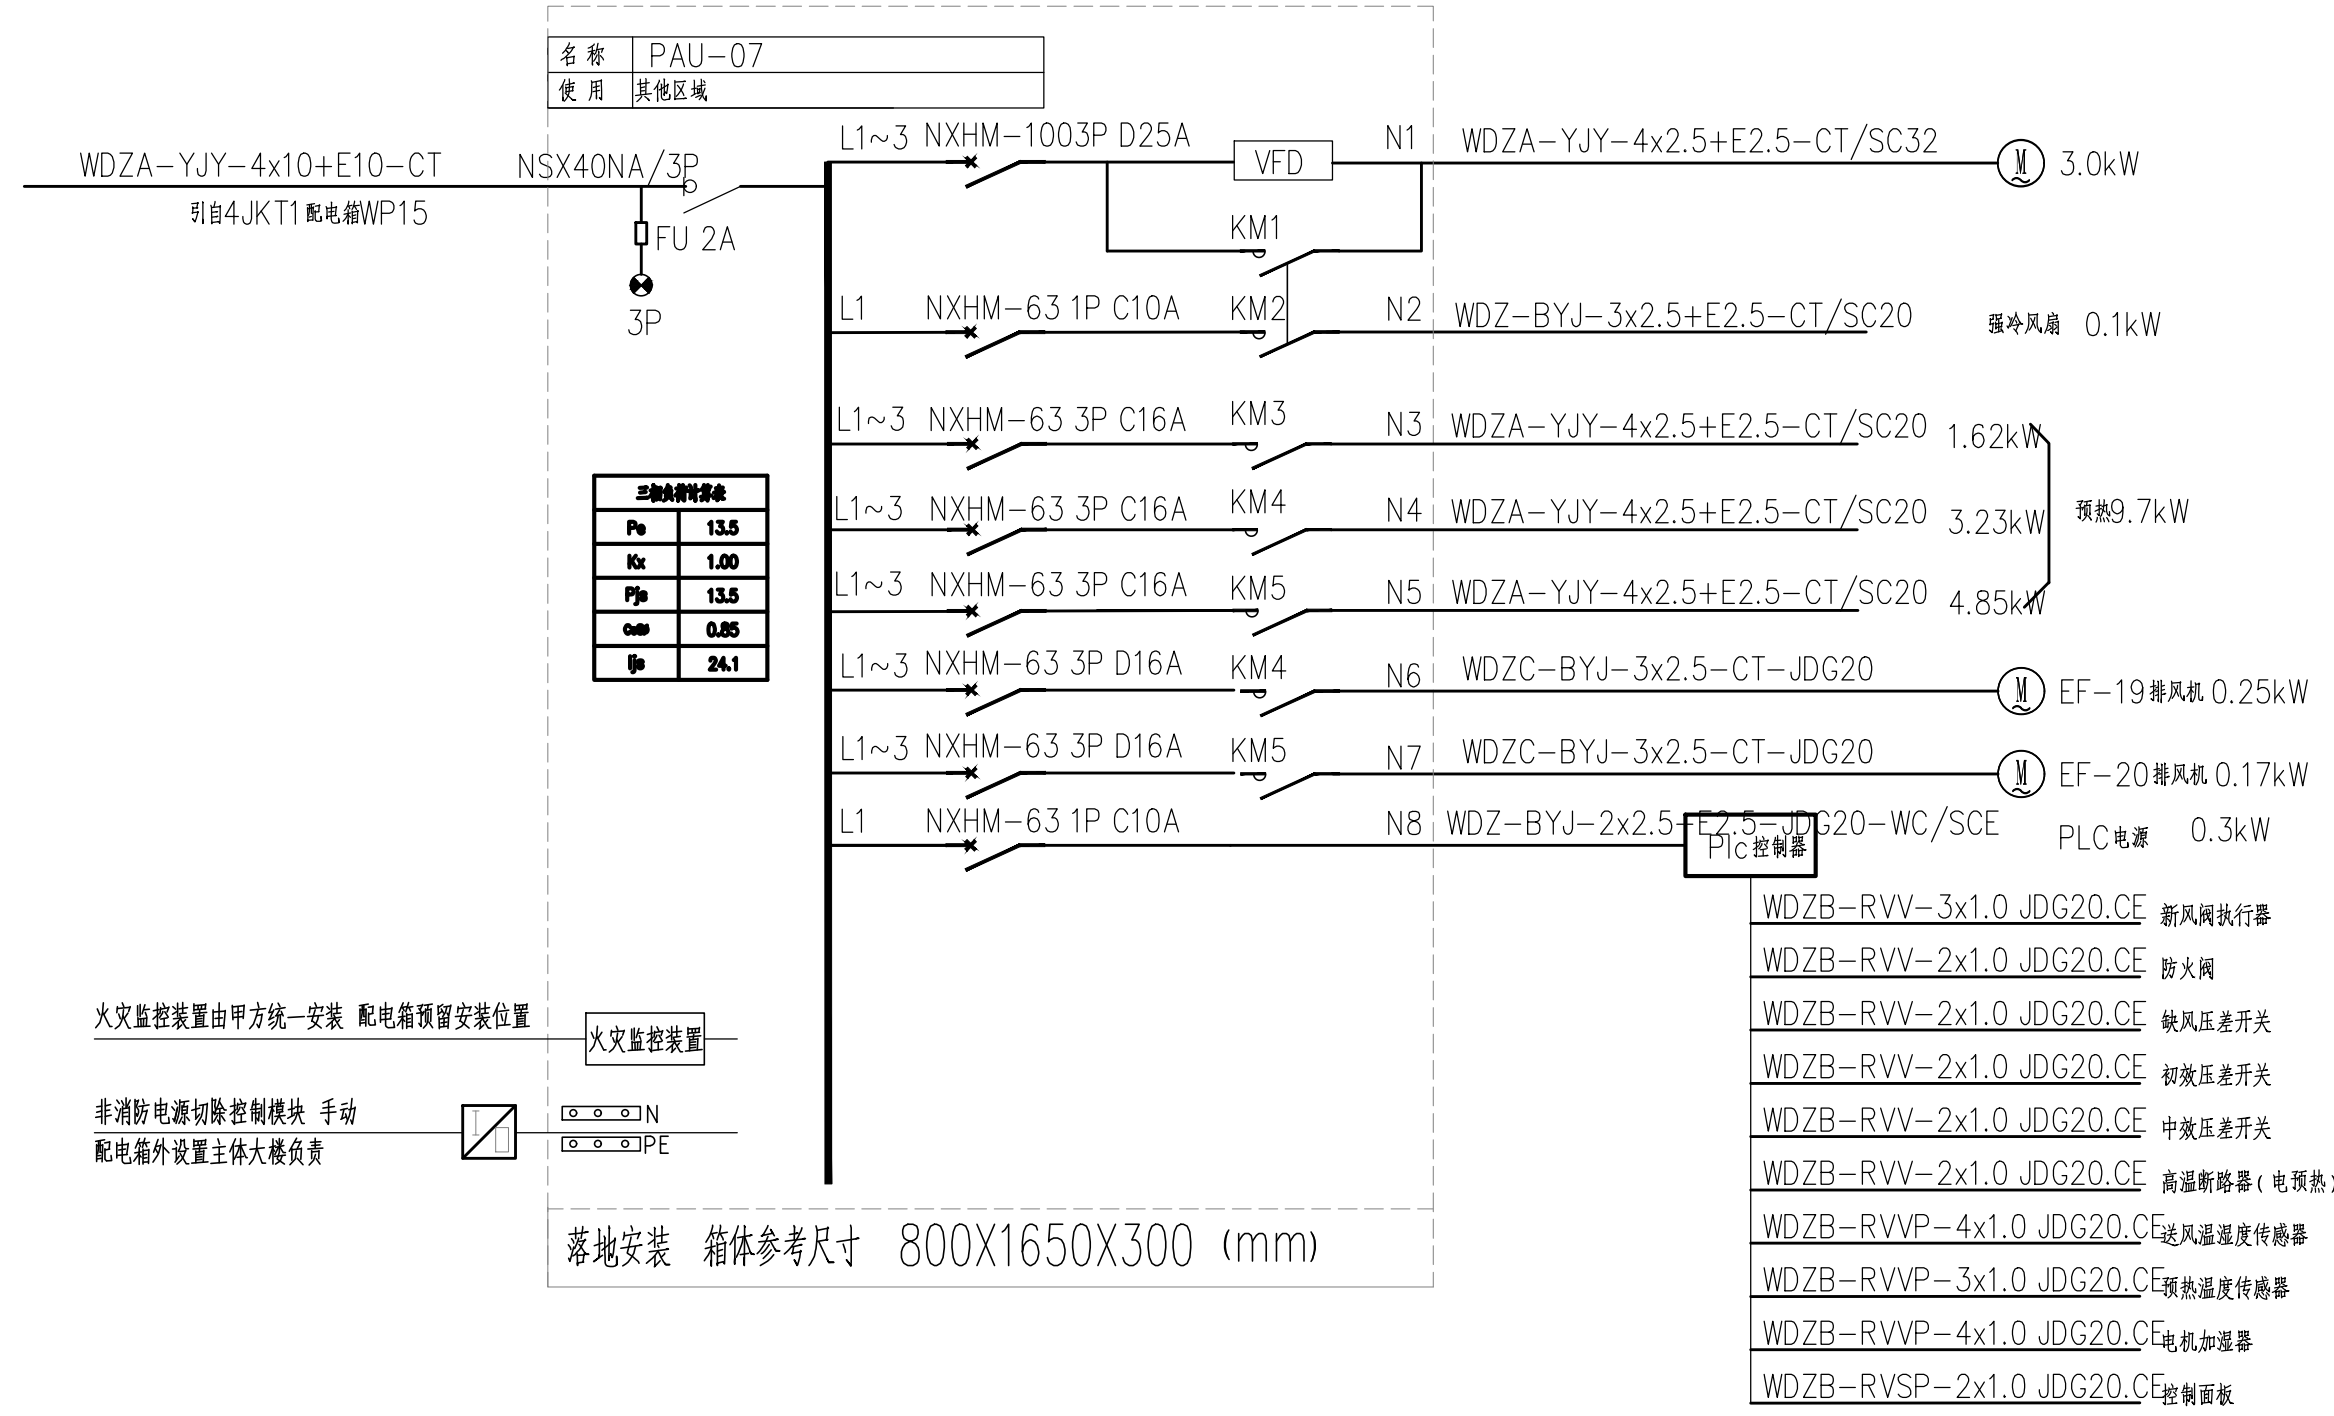 名 称 PAU-07
使 用 其他区域
WDZA-YJY-4x10+E10-CT
引自4JKT1配电箱WP15
NSX40NA/3P
FU 2A
3P
L1~3 NXHM-1003P D25A VFD N1 WDZA-YJY-4x2.5+E2.5-CT/SC32 M 3.0kW
KM1
L1 NXHM-63 1P C10A KM2 N2 WDZ-BYJ-3x2.5+E2.5-CT/SC20 强冷风扇 0.1kW
L1~3 NXHM-63 3P C16A KM3 N3 WDZA-YJY-4x2.5+E2.5-CT/SC20 1.62kW
L1~3 NXHM-63 3P C16A KM4 N4 WDZA-YJY-4x2.5+E2.5-CT/SC20 3.23kW
预热9.7kW
L1~3 NXHM-63 3P C16A KM5 N5 WDZA-YJY-4x2.5+E2.5-CT/SC20 4.85kW
L1~3 NXHM-63 3P D16A KM4 N6 WDZC-BYJ-3x2.5-CT-JDG20 M EF-19排风机 0.25kW
L1~3 NXHM-63 3P D16A KM5 N7 WDZC-BYJ-3x2.5-CT-JDG20 M EF-20排风机 0.17kW
L1 NXHM-63 1P C10A N8 WDZ-BYJ-2x2.5+E2.5-JDG20-WC/SCE PLC电源 0.3kW
Plc控制器
三相负荷计算表
Pe 13.5
Kx 1.00
Pjs 13.5
0.85
Ijs 24.1
WDZB-RVV-3x1.0 JDG20.CE 新风阀执行器
WDZB-RVV-2x1.0 JDG20.CE 防火阀
WDZB-RVV-2x1.0 JDG20.CE 缺风压差开关
WDZB-RVV-2x1.0 JDG20.CE 初效压差开关
WDZB-RVV-2x1.0 JDG20.CE 中效压差开关
WDZB-RVV-2x1.0 JDG20.CE 高温断路器(电预热)
WDZB-RVVP-4x1.0 JDG20.CE 送风温湿度传感器
WDZB-RVVP-3x1.0 JDG20.CE 预热温度传感器
WDZB-RVVP-4x1.0 JDG20.CE 电机加湿器
WDZB-RVSP-2x1.0 JDG20.CE 控制面板
火灾监控装置由甲方统一安装 配电箱预留安装位置
火灾监控装置
非消防电源切除控制模块 手动
配电箱外设置主体大楼负责
N
PE
落地安装 箱体参考尺寸 800X1650X300 (mm)